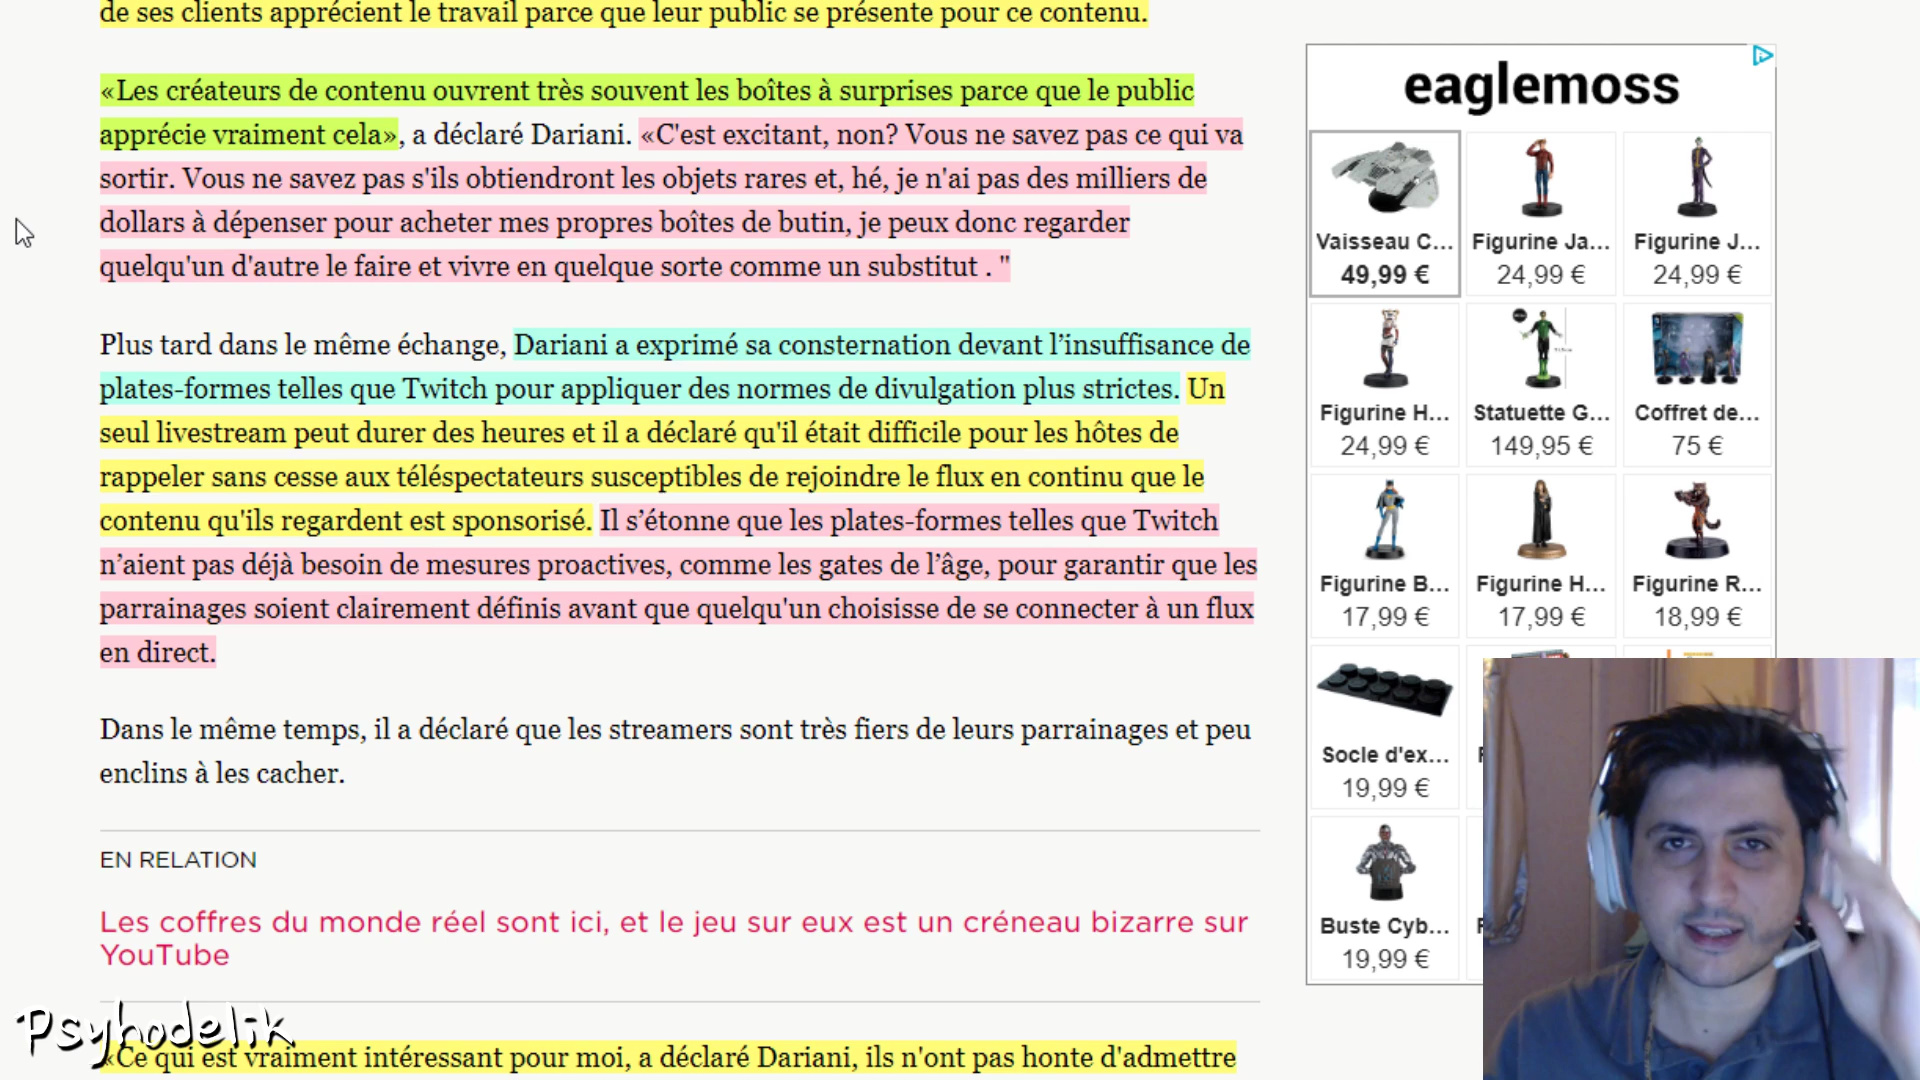 de ses clients apprécient le travail parce que leur public se présente pour ce contenu.
«Les créateurs de contenu ouvrent très souvent les boîtes à surprises parce que le public
apprécie vraiment cela», a déclaré Dariani. «C'est excitant, non? Vous ne savez pas ce qui va
sortir. Vous ne savez pas s'ils obtiendront les objets rares et, hé, je n'ai pas des milliers de
dollars à dépenser pour acheter mes propres boîtes de butin, je peux donc regarder
quelqu'un d'autre le faire et vivre en quelque sorte comme un substitut . "
Plus tard dans le même échange, Dariani a exprimé sa consternation devant l’insuffisance de
plates-formes telles que Twitch pour appliquer des normes de divulgation plus strictes. Un
seul livestream peut durer des heures et il a déclaré qu'il était difficile pour les hôtes de
rappeler sans cesse aux téléspectateurs susceptibles de rejoindre le flux en continu que le
contenu qu'ils regardent est sponsorisé. Il s’étonne que les plates-formes telles que Twitch
n’aient pas déjà besoin de mesures proactives, comme les gates de l’âge, pour garantir que les
parrainages soient clairement définis avant que quelqu'un choisisse de se connecter à un flux
en direct.
Dans le même temps, il a déclaré que les streamers sont très fiers de leurs parrainages et peu
enclins à les cacher.
EN RELATION
Les coffres du monde réel sont ici, et le jeu sur eux est un créneau bizarre sur
YouTube
«Ce qui est vraiment intéressant pour moi, a déclaré Dariani, ils n'ont pas honte d'admettre
Psyhodelik
eaglemoss
Vaisseau C... Figurine Ja... Figurine J...
49,99 € 24,99 € 24,99 €
Figurine H... Statuette G... Coffret de...
24,99 € 149,95 € 75 €
Figurine B... Figurine H... Figurine R...
17,99 € 17,99 € 18,99 €
Socle d'ex...
19,99 €
Buste Cyb...
19,99 €